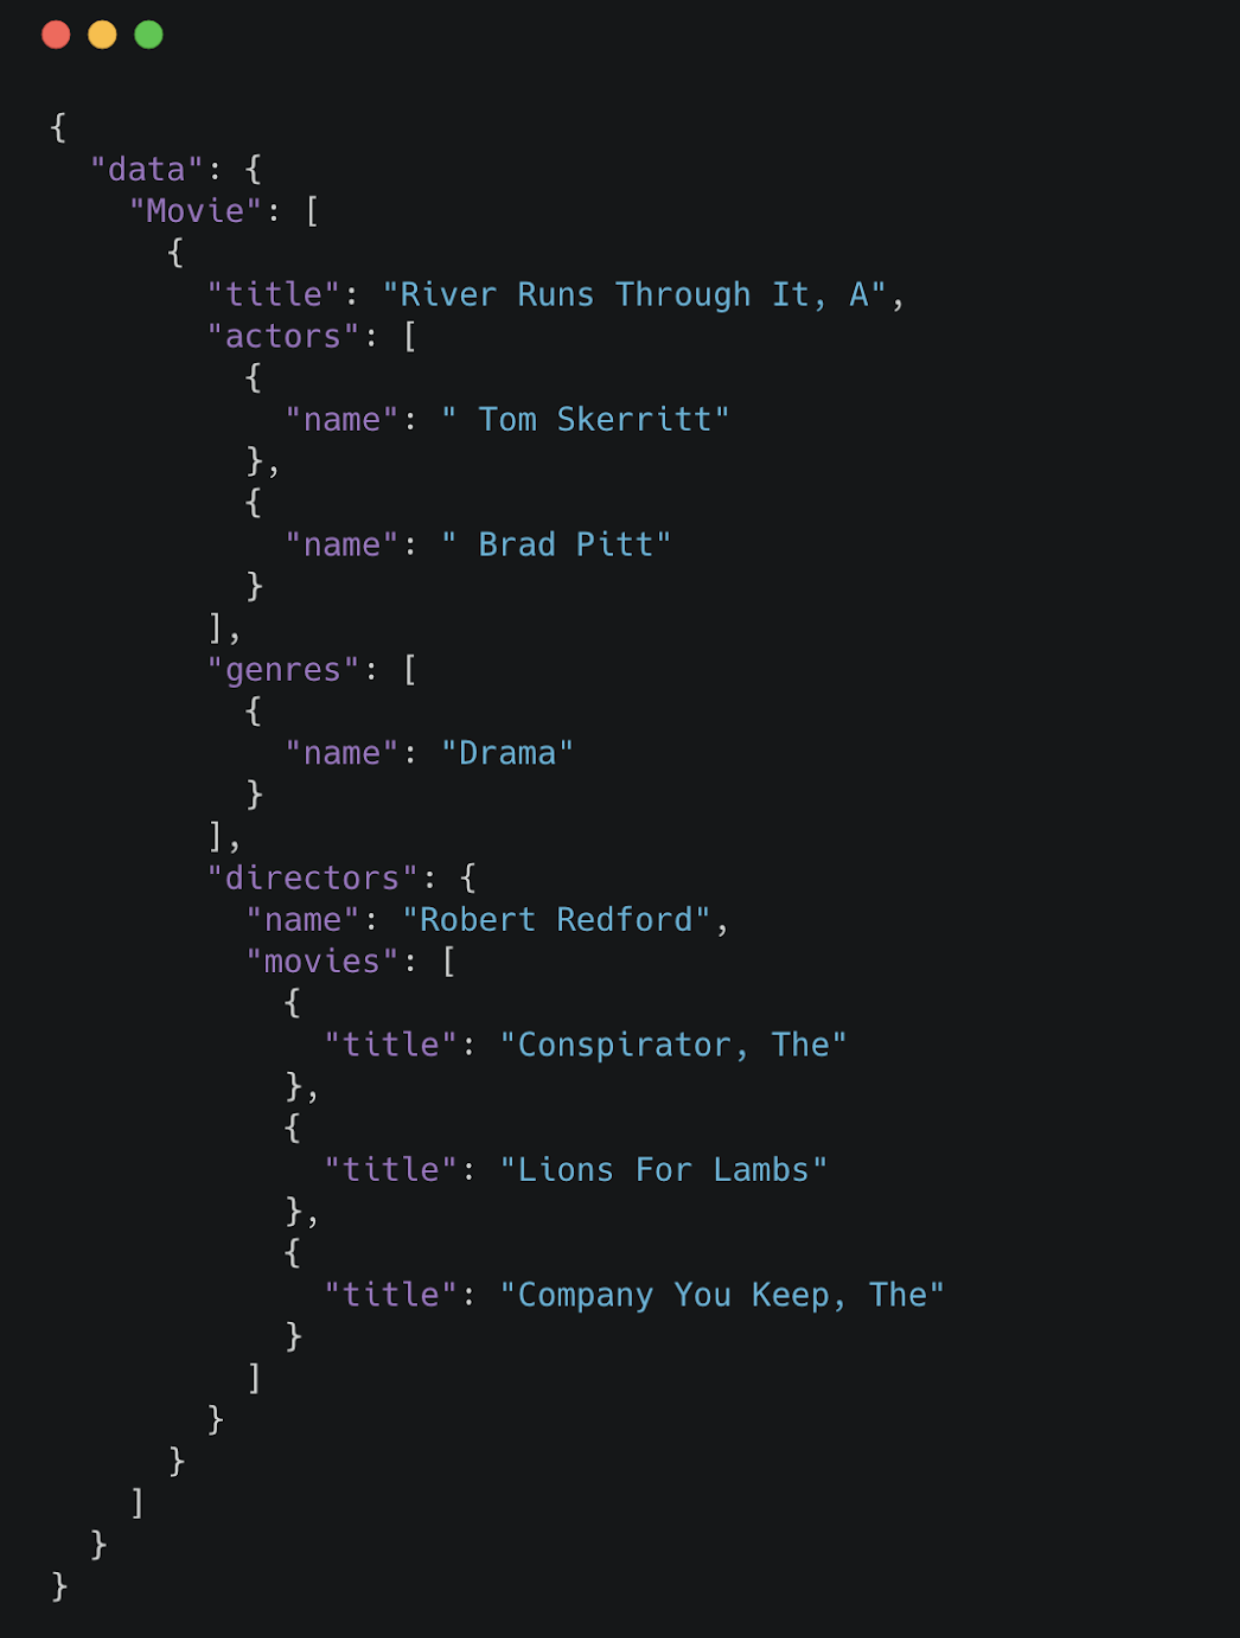 {
  "data": {
    "Movie": [
      {
        "title": "River Runs Through It, A",
        "actors": [
          {
            "name": " Tom Skerritt"
          },
          {
            "name": " Brad Pitt"
          }
        ],
        "genres": [
          {
            "name": "Drama"
          }
        ],
        "directors": {
          "name": "Robert Redford",
          "movies": [
            {
              "title": "Conspirator, The"
            },
            {
              "title": "Lions For Lambs"
            },
            {
              "title": "Company You Keep, The"
            }
          ]
        }
      }
    ]
  }
}